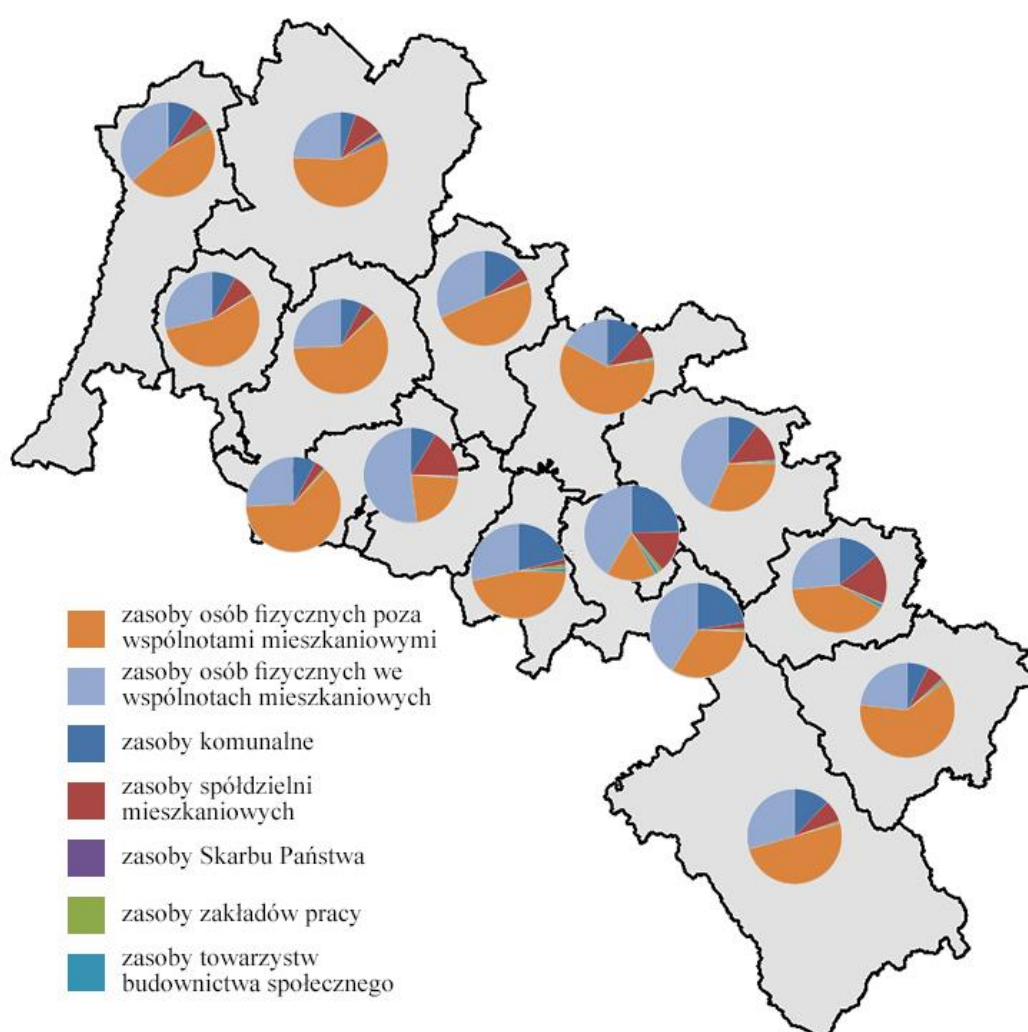 zasoby osób fizycznych poza
wspólnotami mieszkaniowymi
zasoby osób fizycznych we
wspólnotach mieszkaniowych
zasoby komunalne
zasoby spółdzielni
mieszkaniowych
zasoby Skarbu Państwa
zasoby zakładów pracy
zasoby towarzystw
budownictwa społecznego